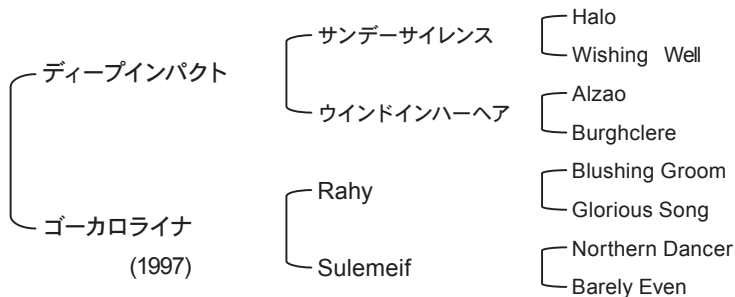 ディープインパクト
サンデーサイレンス
Halo
Wishing Well
ウインドインハーヘア
Alzao
Burghclere
ゴーカロライナ
(1997)
Rahy
Blushing Groom
Glorious Song
Sulemeif
Northern Dancer
Barely Even